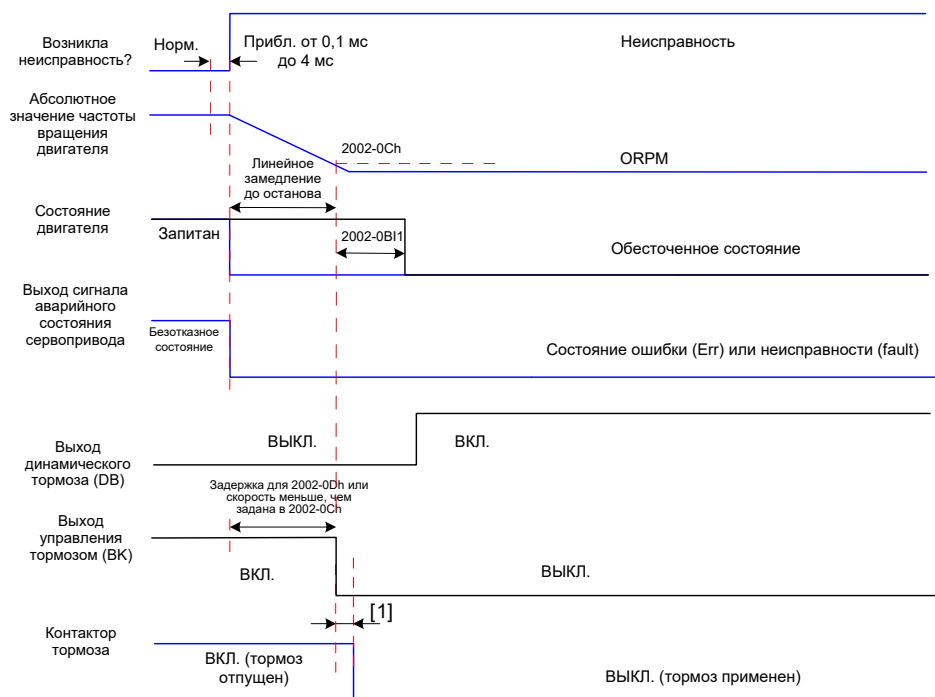 Возникла
неисправность?
Норм.
Прибл. от 0,1 мс
до 4 мс
Неисправность
Абсолютное
значение частоты
вращения
двигателя
2002-0Ch
ORPM
Линейное
замедление
до останова
Состояние
двигателя
Запитан
2002-0BI1
Обесточенное состояние
Выход сигнала
аварийного
состояния
сервопривода
Безотказное
состояние
Состояние ошибки (Err) или неисправности (fault)
Выход
динамического
тормоза (DB)
ВЫКЛ.
ВКЛ.
Задержка для 2002-0Dh или
скорость меньше, чем
задана в 2002-0Ch
Выход
управления
тормозом (BK)
ВКЛ.
ВЫКЛ.
[1]
Контактор
тормоза
ВКЛ. (тормоз
отпущен)
ВЫКЛ. (тормоз применен)